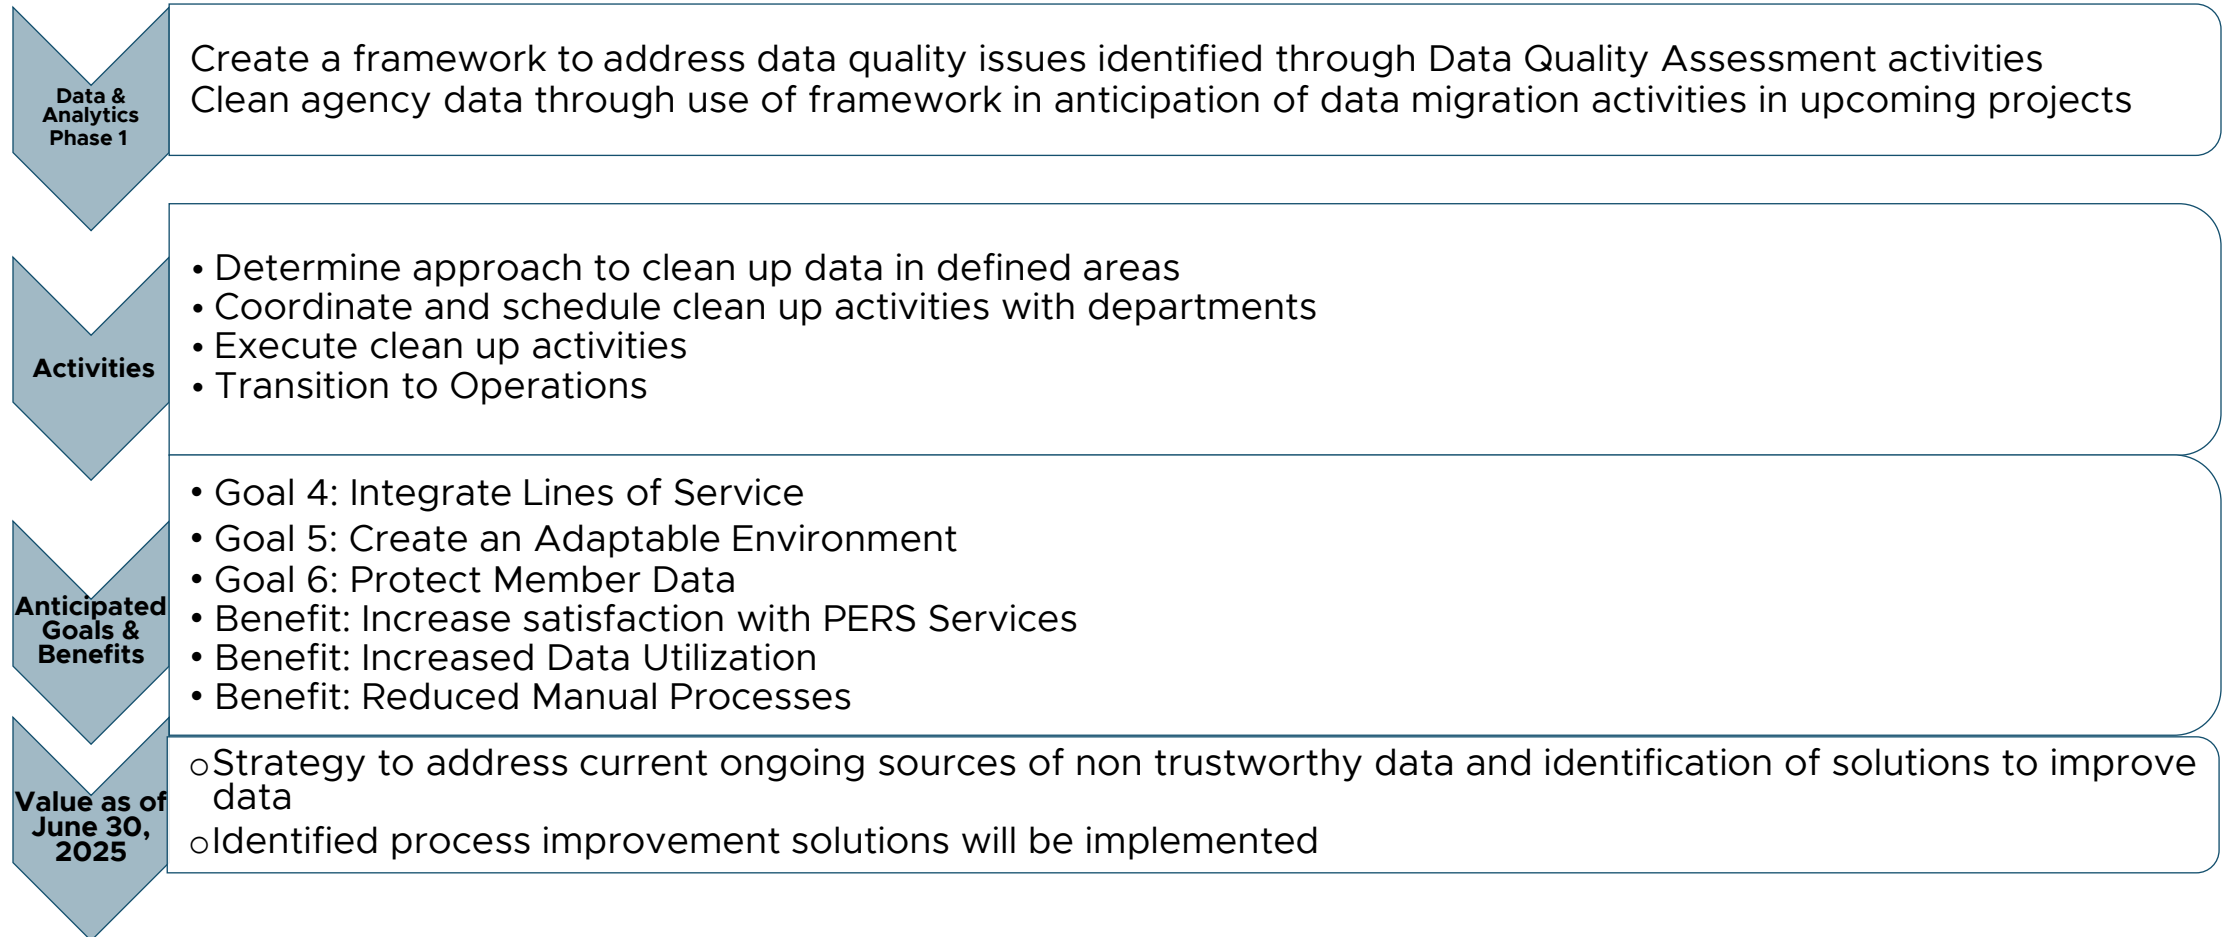 Data &
Analytics
Phase 1
Create a framework to address data quality issues identified through Data Quality Assessment activities
Clean agency data through use of framework in anticipation of data migration activities in upcoming projects
Activities
• Determine approach to clean up data in defined areas
• Coordinate and schedule clean up activities with departments
• Execute clean up activities
• Transition to Operations
Anticipated
Goals &
Benefits
• Goal 4: Integrate Lines of Service
• Goal 5: Create an Adaptable Environment
• Goal 6: Protect Member Data
• Benefit: Increase satisfaction with PERS Services
• Benefit: Increased Data Utilization
• Benefit: Reduced Manual Processes
Value as of
June 30,
2025
oStrategy to address current ongoing sources of non trustworthy data and identification of solutions to improve
data
oIdentified process improvement solutions will be implemented